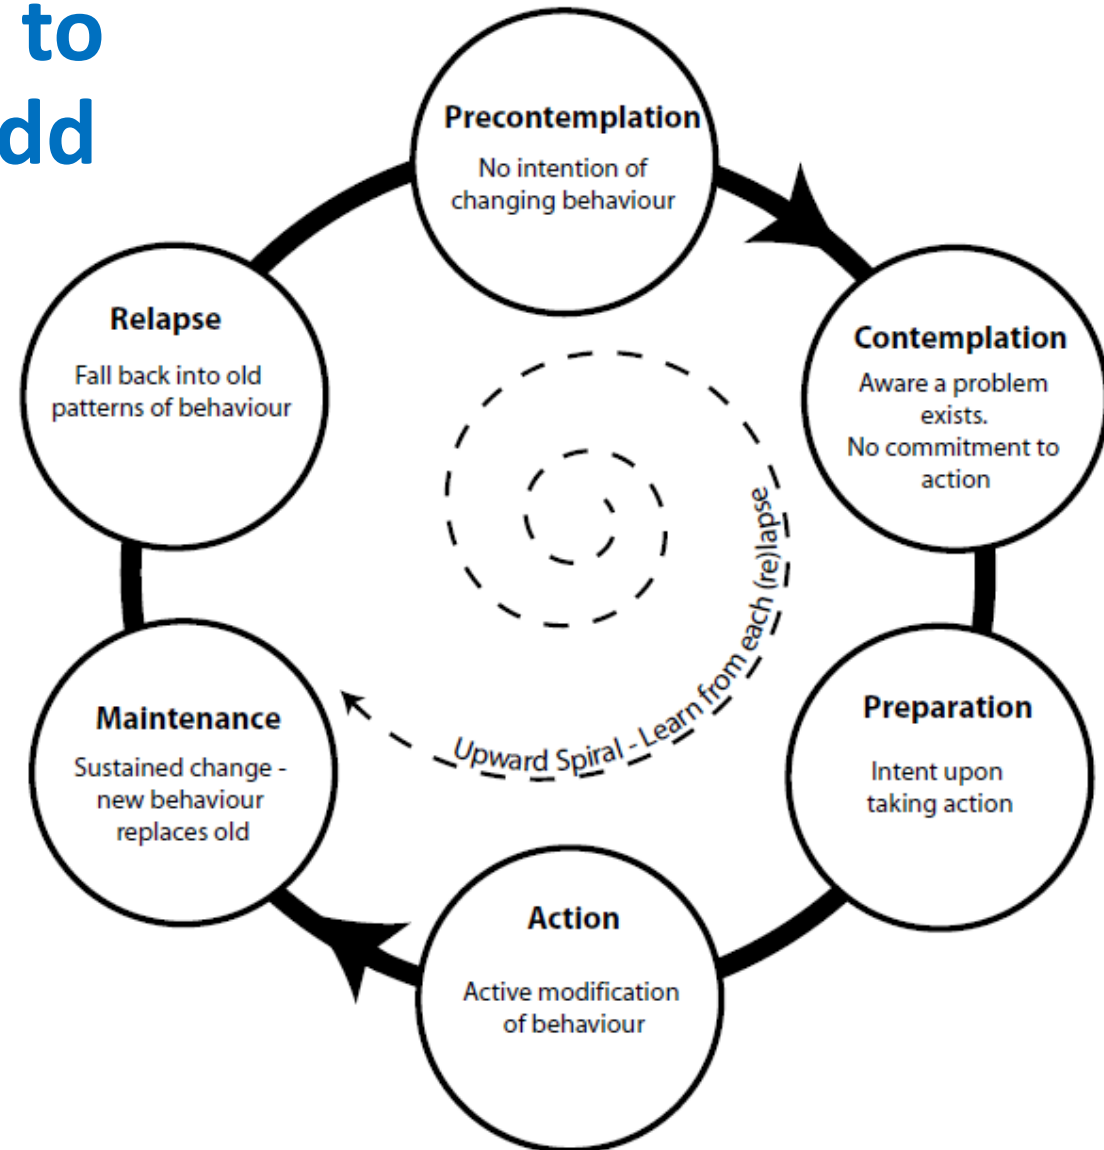 to
dd
Precontemplation
No intention of
changing behaviour
Contemplation
Aware a problem
exists.
No commitment to
action
Preparation
Intent upon
taking action
Action
Active modification
of behaviour
Maintenance
Sustained change -
new behaviour
replaces old
Relapse
Fall back into old
patterns of behaviour
Upward Spiral - Learn from each (re)lapse